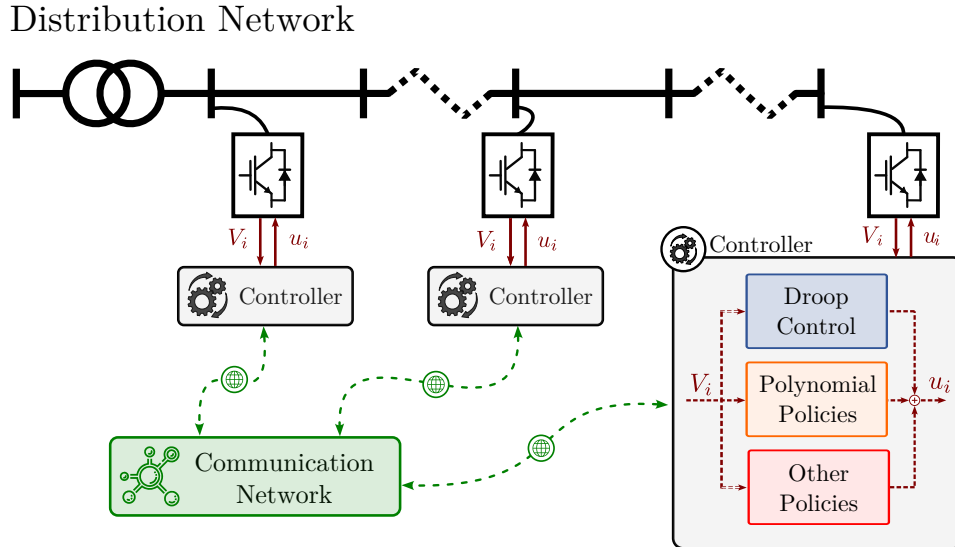 Distribution Network
V_i
u_i
V_i
u_i
V_i
u_i
Controller
Controller
Controller
Droop
Control
V_i
Polynomial
Policies
u_i
Communication
Network
Other
Policies